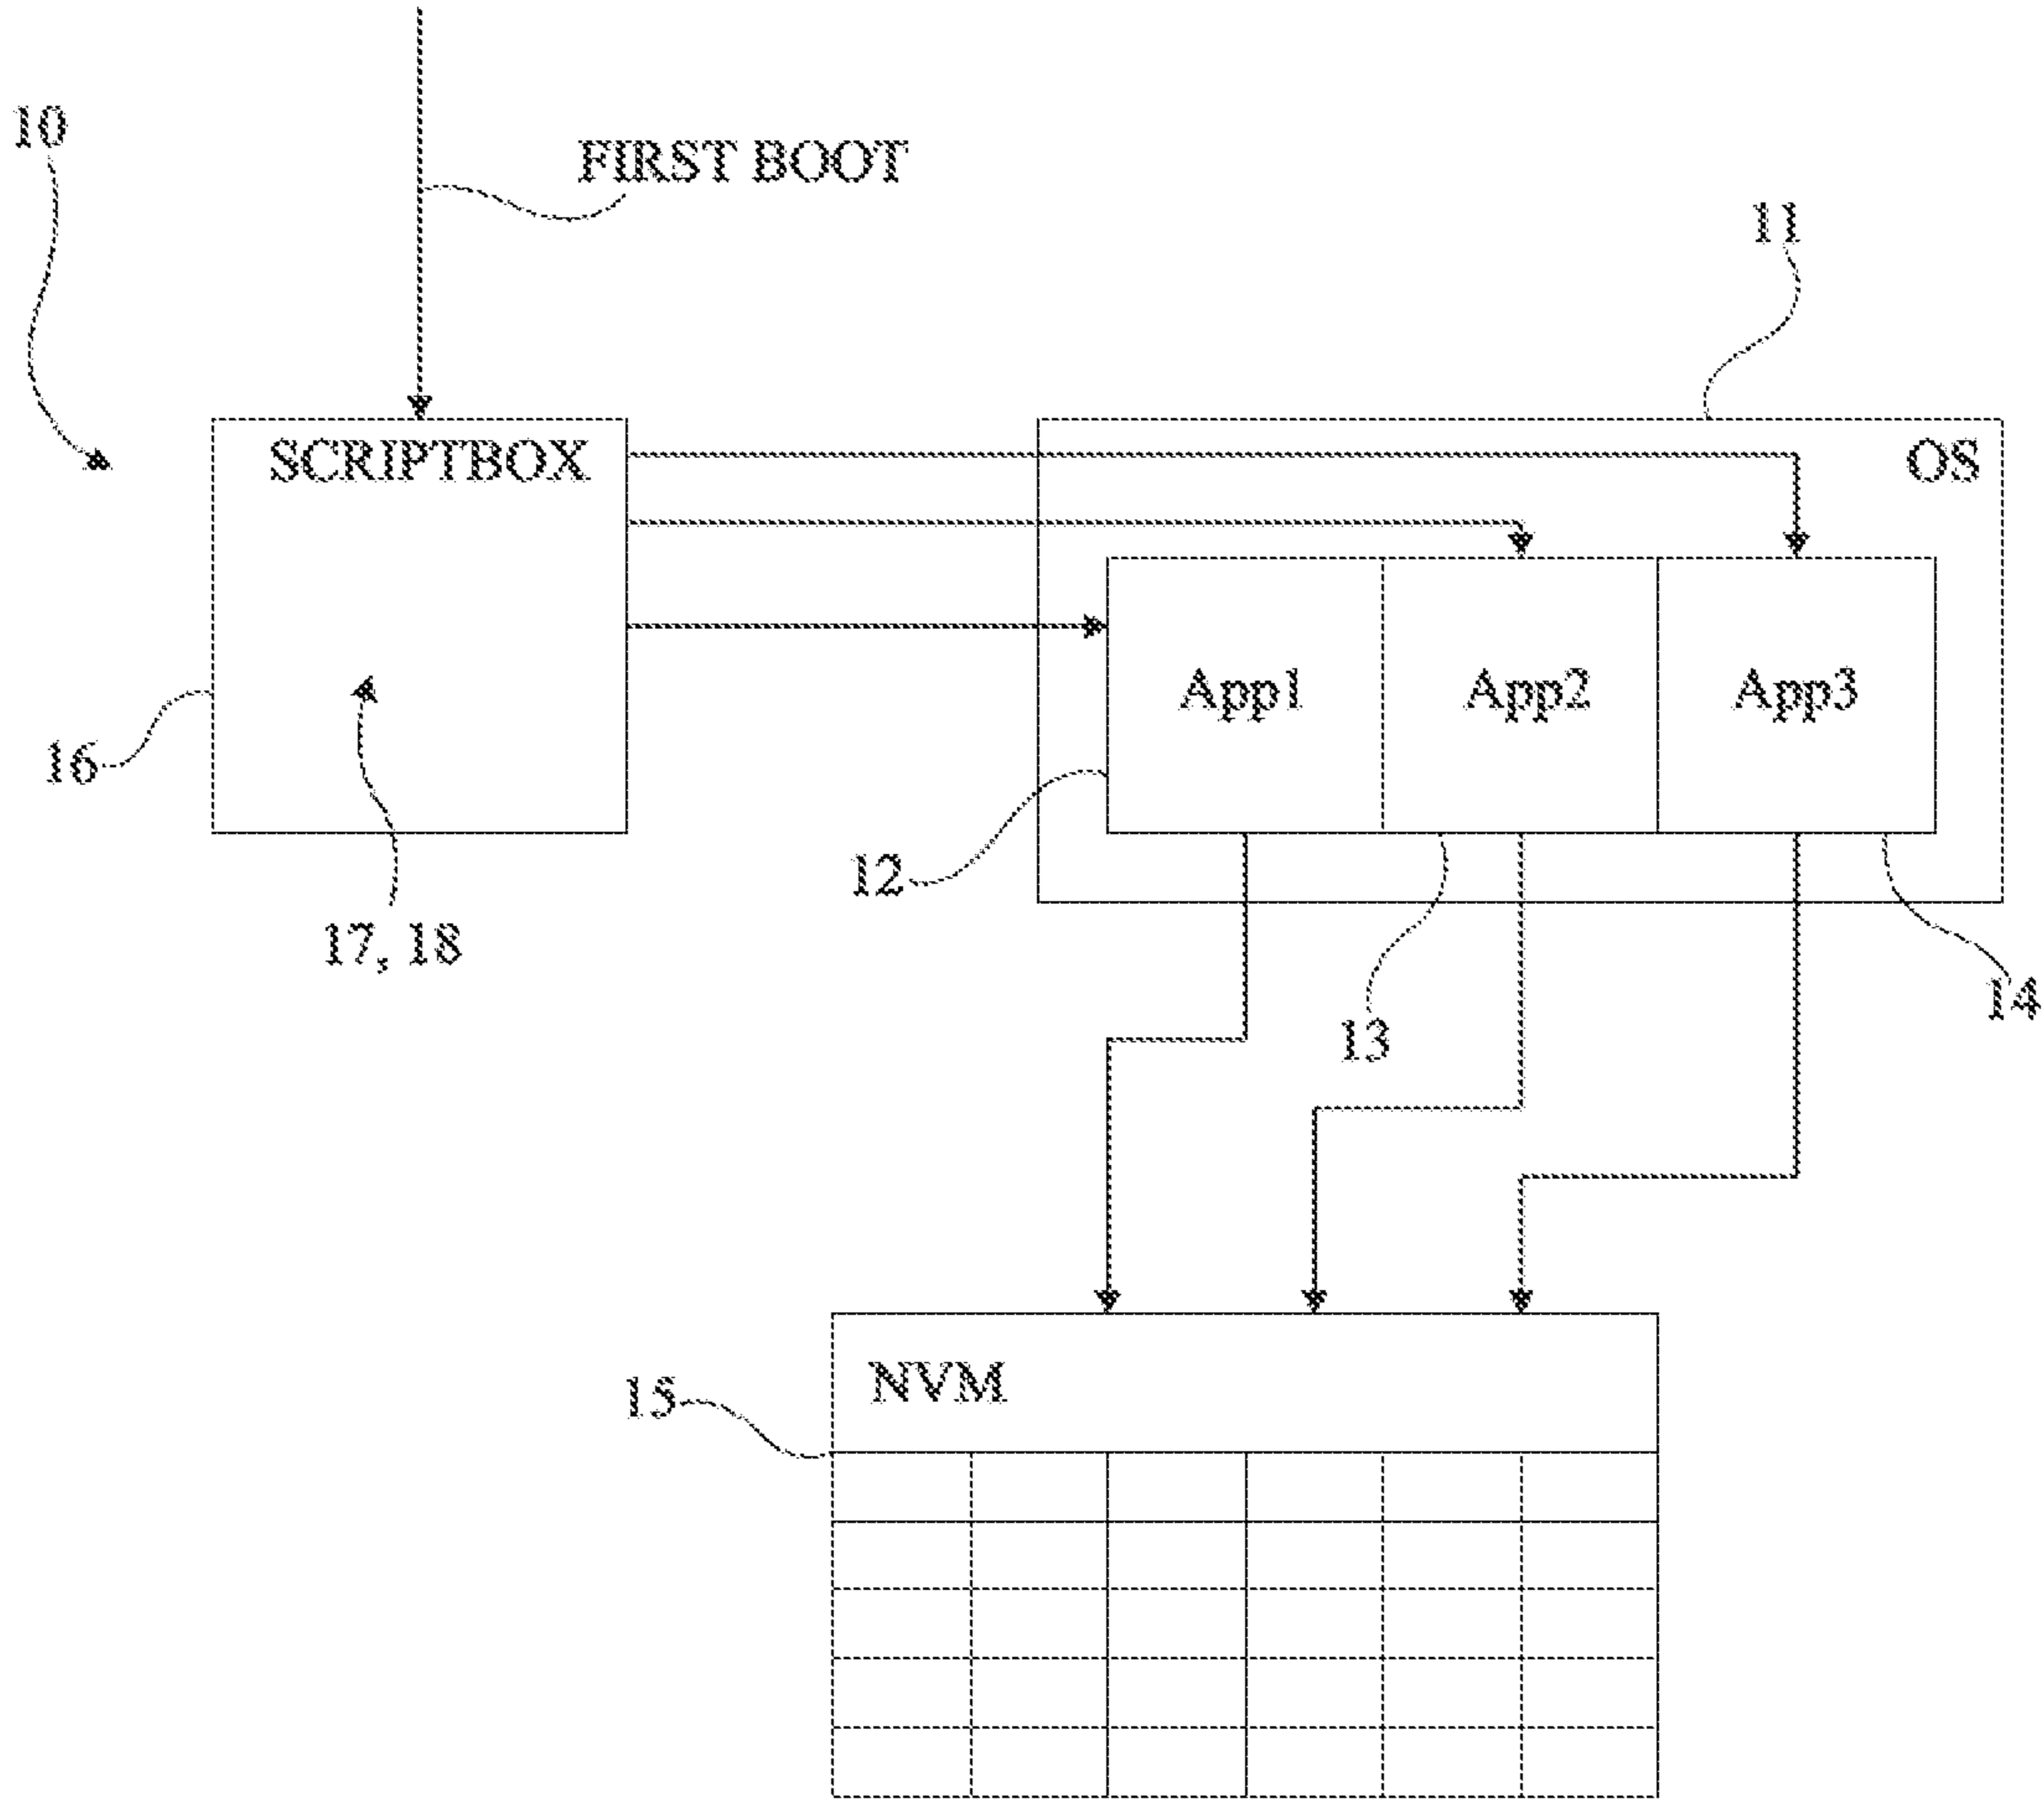 10
FIRST BOOT
11
SCRIPTBOX
OS
App1
App2
App3
16
12
17, 18
13
14
15
NVM